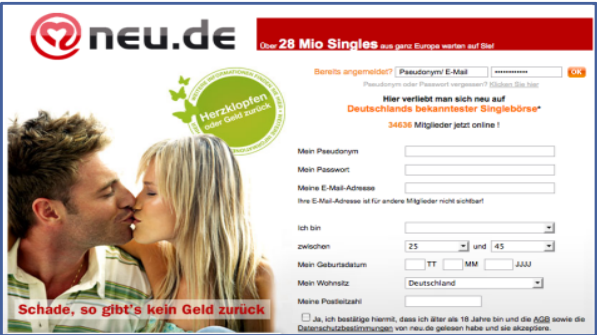 neu.de
Über 28 Mio Singles aus ganz Europa warten auf Sie!
Bereits angemeldet? Pseudonym/ E-Mail ************ OK
Pseudonym oder Passwort vergessen? Klicken Sie hier
Hier verliebt man sich neu auf
Deutschlands bekanntester Singlebörse*
34636 Mitglieder jetzt online !
Herzklopfen
oder Geld zurück
Mein Pseudonym
Mein Passwort
Meine E-Mail-Adresse
Ihre E-Mail-Adresse ist für andere Mitglieder nicht sichtbar!
Ich bin
zwischen 25 und 45
Mein Geburtsdatum TT MM JJJJ
Mein Wohnsitz Deutschland
Meine Postleitzahl
Ja, ich bestätige hiermit, dass ich älter als 18 Jahre bin und die AGB sowie die
Datenschutzbestimmungen von neu.de gelesen habe und sie akzeptiere.
Schade, so gibt's kein Geld zurück